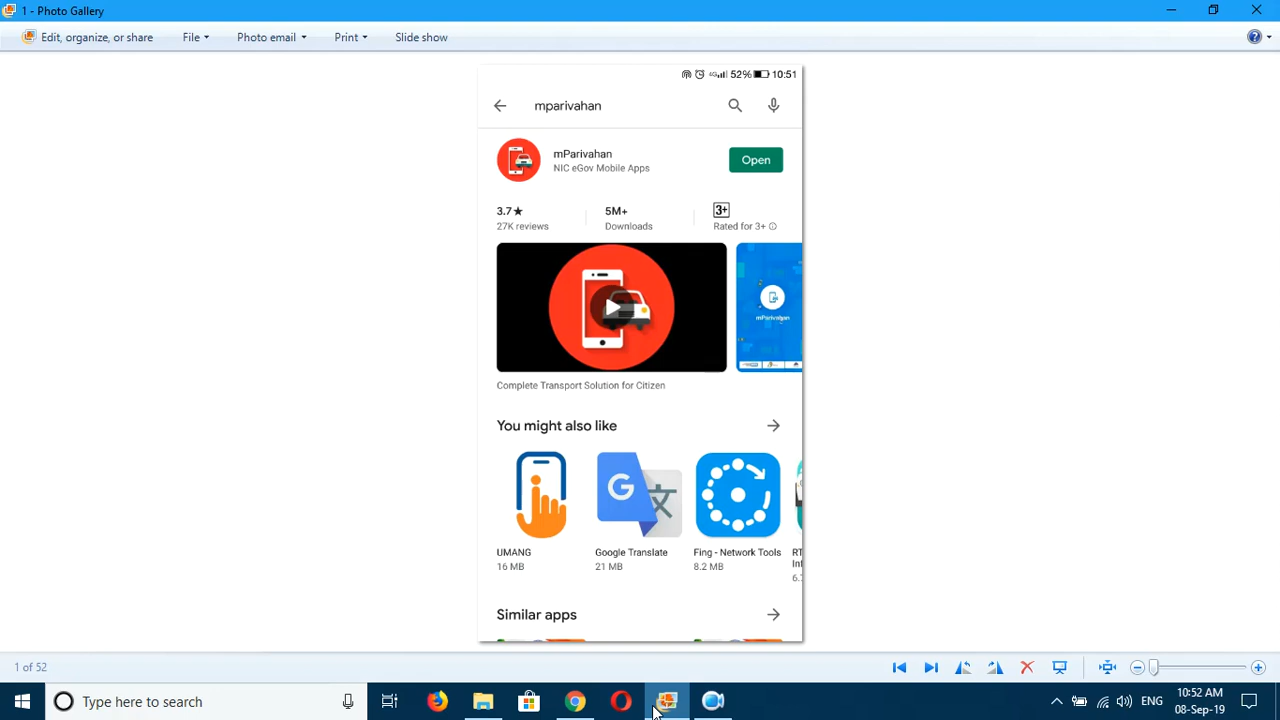 1 - Photo Gallery
Edit, organize, or share
File
Photo email
Print
Slide show
4G 52% 10:51
mparivahan
mParivahan
NIC eGov Mobile Apps
Open
3.7★
27K reviews
5M+
Downloads
3+
Rated for 3+
mParivahan
Complete Transport Solution for Citizen
You might also like
UMANG
16 MB
G
Google Translate
21 MB
Fing - Network Tools
8.2 MB
Similar apps
1 of 52
Type here to search
ENG
10:52 AM
08-Sep-19